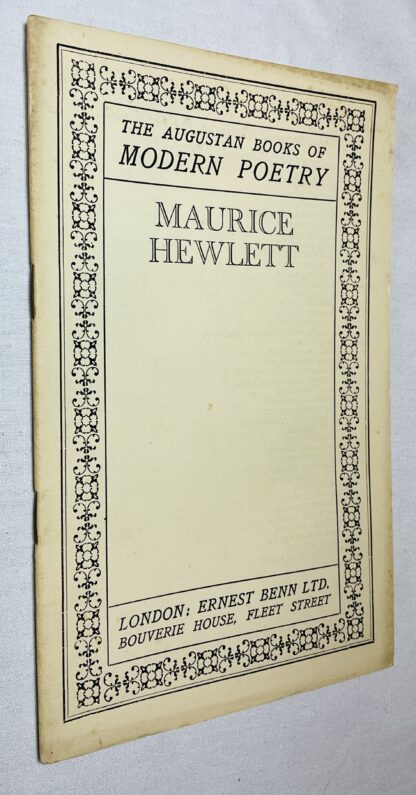 THE AUGUSTAN BOOKS OF
MODERN POETRY
MAURICE
HEWLETT
LONDON: ERNEST BENN LTD.
BOUVERIE HOUSE, FLEET STREET